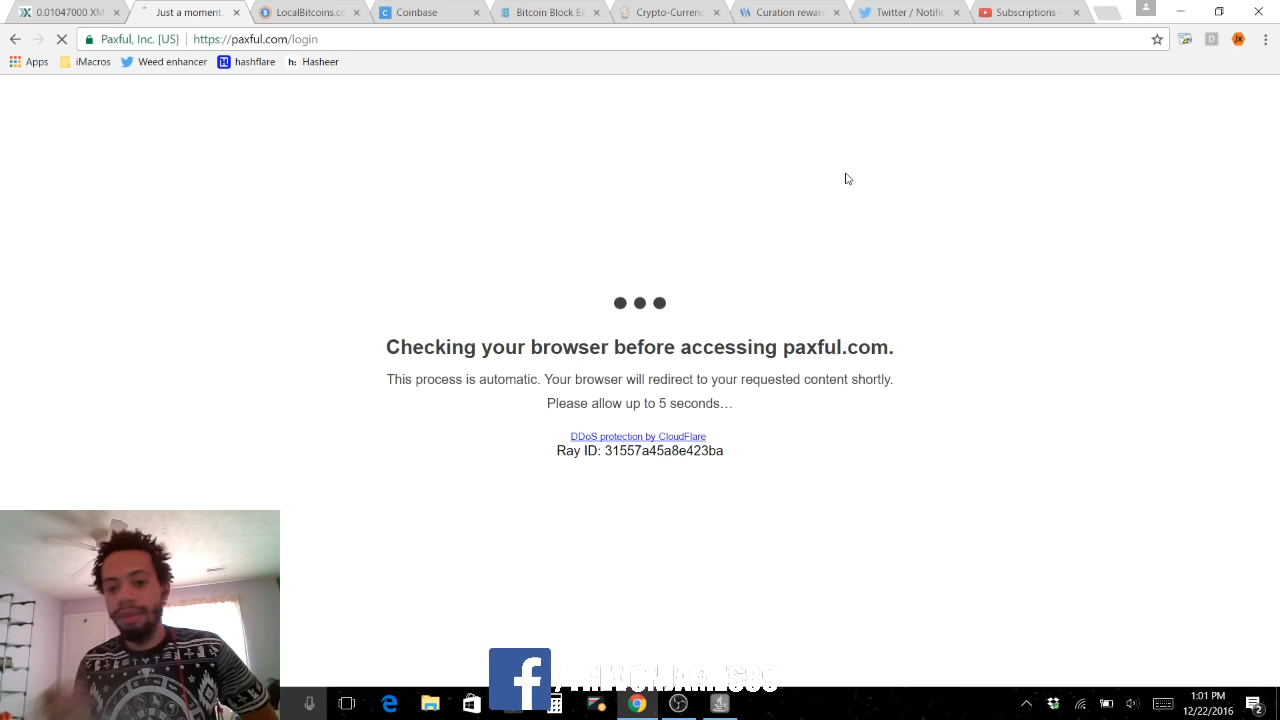 0.01047000 XM
Just a moment
LocalBitcoins.co
Coinbase
Bitcoin Block E
Crypto-Currenc
Curation rewar
Twitter / Notific
Subscriptions -
Paxful, Inc. [US]
https://paxful.com/login
Apps
iMacros
Weed enhancer
hashflare
h: Hasheer
Checking your browser before accessing paxful.com.
This process is automatic. Your browser will redirect to your requested content shortly.
Please allow up to 5 seconds…
DDoS protection by CloudFlare
Ray ID: 31557a45a8e423ba
1:01 PM
12/22/2016
2